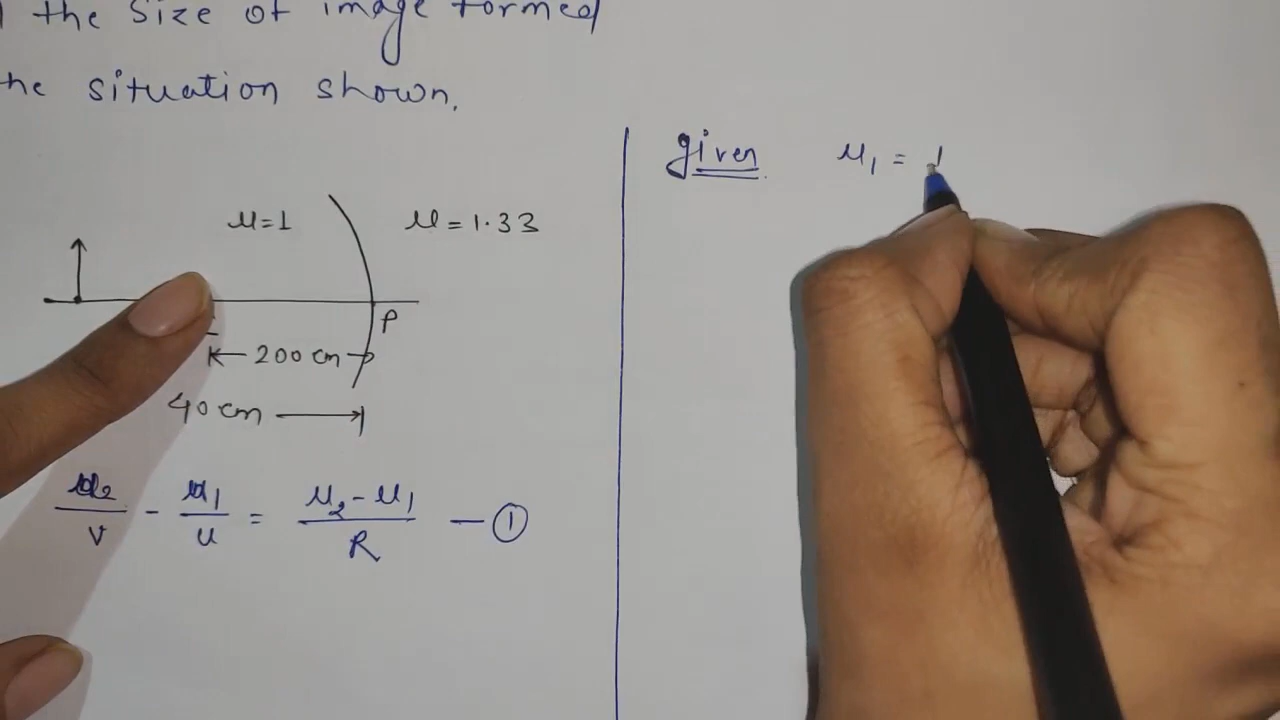 the size of image formed
he situation shown.
given μ₁ = 1
μ=1 μ = 1.33
P
200 cm
40 cm
μ₂/v - μ₁/u = (μ₂ - μ₁)/R — ①